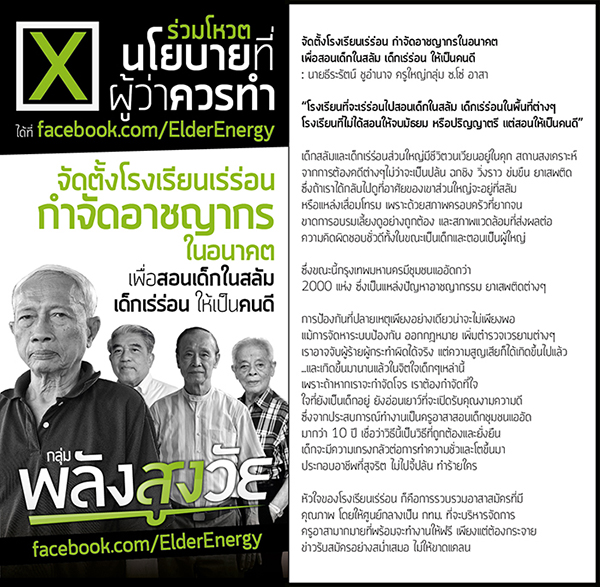 X
ร่วมโหวต
นโยบายที่
ผู้ว่าควรทำ
ได้ที่ facebook.com/ElderEnergy
จัดตั้งโรงเรียนเร่ร่อน
กำจัดอาชญากร
ในอนาคต
เพื่อสอนเด็กในสลัม
เด็กเร่ร่อน ให้เป็นคนดี
กลุ่ม
พลังสูงวัย
facebook.com/ElderEnergy
จัดตั้งโรงเรียนเร่ร่อน กำจัดอาชญากรในอนาคต
เพื่อสอนเด็กในสลัม เด็กเร่ร่อน ให้เป็นคนดี
: นายธีระรัตน์ ชูอำนาจ ครูใหญ่กลุ่ม ซ.โซ่ อาสา
“โรงเรียนที่จะเร่ร่อนไปสอนเด็กในสลัม เด็กเร่ร่อนในพื้นที่ต่างๆ
โรงเรียนที่ไม่ได้สอนให้จบมัธยม หรือปริญญาตรี แต่สอนให้เป็นคนดี”
เด็กสลัมและเด็กเร่ร่อนส่วนใหญ่มีชีวิตวนเวียนอยู่ในคุก สถานสงเคราะห์
จากการต้องคดีต่างๆไม่ว่าจะเป็นปล้น ฉกชิง วิ่งราว ข่มขืน ยาเสพติด
ซึ่งถ้าเราได้กลับไปดูที่อาศัยของเขาส่วนใหญ่จะอยู่ที่สลัม
หรือแหล่งเสื่อมโทรม เพราะด้วยสภาพครอบครัวที่ยากจน
ขาดการอบรมเลี้ยงดูอย่างถูกต้อง และสภาพแวดล้อมที่ส่งผลต่อ
ความคิดผิดชอบชั่วดีทั้งในขณะเป็นเด็กและตอนเป็นผู้ใหญ่
ซึ่งขณะนี้กรุงเทพมหานครมีชุมชนแออัดกว่า
2000 แห่ง ซึ่งเป็นแหล่งปัญหาอาชญากรรม ยาเสพติดต่างๆ
การป้องกันที่ปลายเหตุเพียงอย่างเดียวน่าจะไม่เพียงพอ
แม้การจัดหาระบบป้องกัน ออกกฎหมาย เพิ่มตำรวจเวรยามต่างๆ
เราอาจจับผู้ร้ายผู้กระทำผิดได้จริง แต่ความสูญเสียก็ได้เกิดขึ้นไปแล้ว
...และเกิดขึ้นมานานแล้วในจิตใจเด็กๆเหล่านี้
เพราะถ้าหากเราจะกำจัดโจร เราต้องกำจัดที่ใจ
ใจที่ยังเป็นเด็กอยู่ ยังอ่อนเยาว์ที่จะเปิดรับคุณงามความดี
ซึ่งจากประสบการณ์ทำงานเป็นครูอาสาสอนเด็กชุมชนแออัด
มากว่า 10 ปี เชื่อว่าวิธีนี้เป็นวิธีที่ถูกต้องและยั่งยืน
เด็กจะมีความเกรงกลัวต่อการทำความชั่วและโตขึ้นมา
ประกอบอาชีพที่สุจริต ไม่ไปจี้ปล้น ทำร้ายใคร
หัวใจของโรงเรียนเร่ร่อน ก็คือการรวบรวมอาสาสมัครที่มี
คุณภาพ โดยให้ศูนย์กลางเป็น กทม. ที่จะบริหารจัดการ
ครูอาสามากมายที่พร้อมจะทำงานให้ฟรี เพียงแต่ต้องกระจาย
ข่าวรับสมัครอย่างสม่ำเสมอ ไม่ให้ขาดแคลน